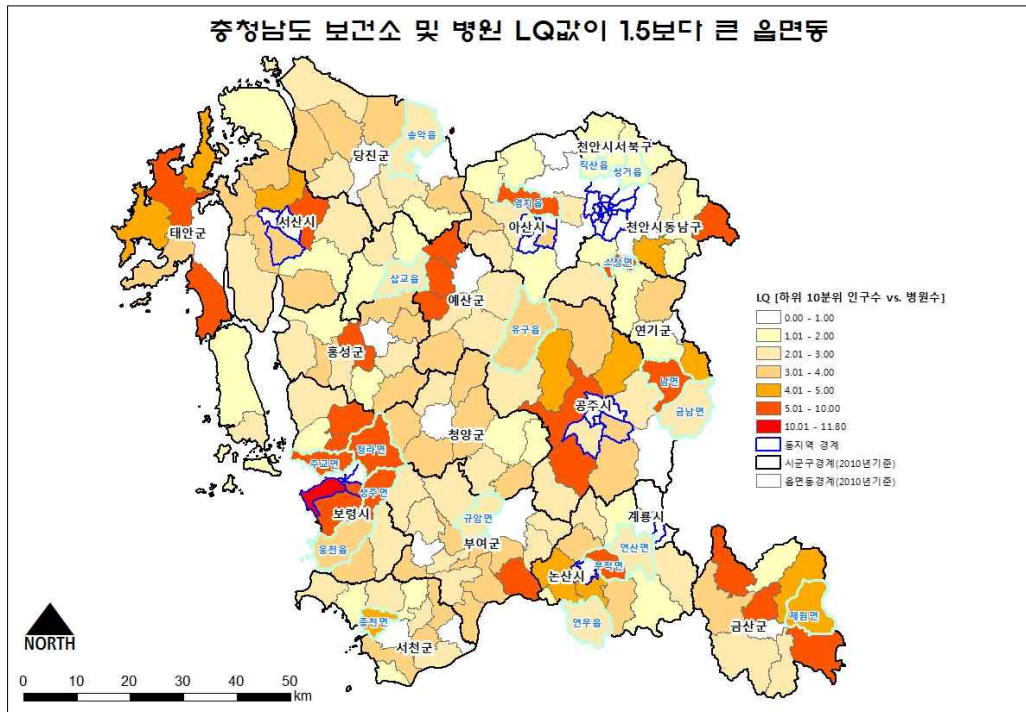 충청남도 보건소 및 병원 LQ값이 1.5보다 큰 읍면동
송악읍
당진군
천안시서북구
직산읍
성거읍
염치읍
서산시
아산시
태안군
천안시동남구
소정면
삽교읍
예산군
유구읍
연기군
홍성군
남면
공주시
금남면
청양군
청라면
주교면
성주면
보령시
규암면
계룡시
웅천읍
부여군
연산면
부적면
논산시
제원면
종천면
연무읍
금산군
서천군
LQ [하위 10분위 인구수 vs. 병원수]
0.00 - 1.00
1.01 - 2.00
2.01 - 3.00
3.01 - 4.00
4.01 - 5.00
5.01 - 10.00
10.01 - 11.80
동지역 경계
시군구경계(2010년기준)
읍면동경계(2010년기준)
NORTH
0 10 20 30 40 50
km